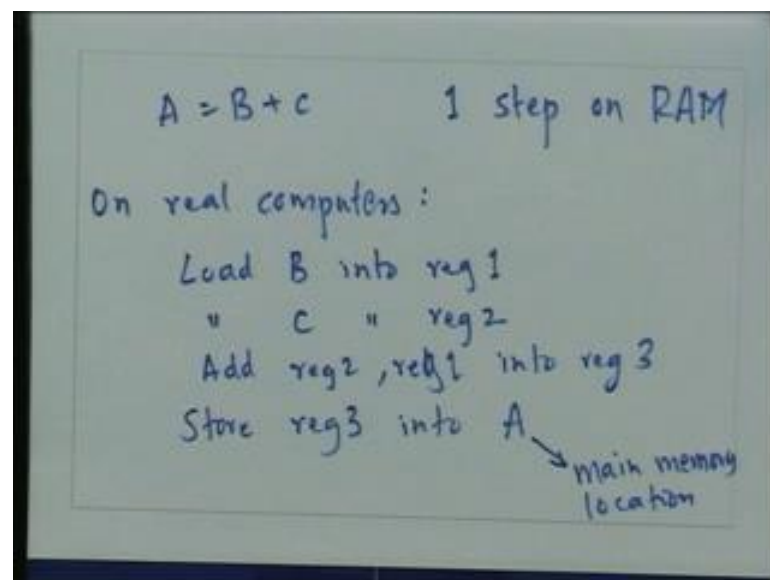 A = B + C 1 step on RAM
On real computers :
Load B into reg 1
" C " reg 2
Add reg2 , reg1 into reg 3
Store reg3 into A
main memory
location